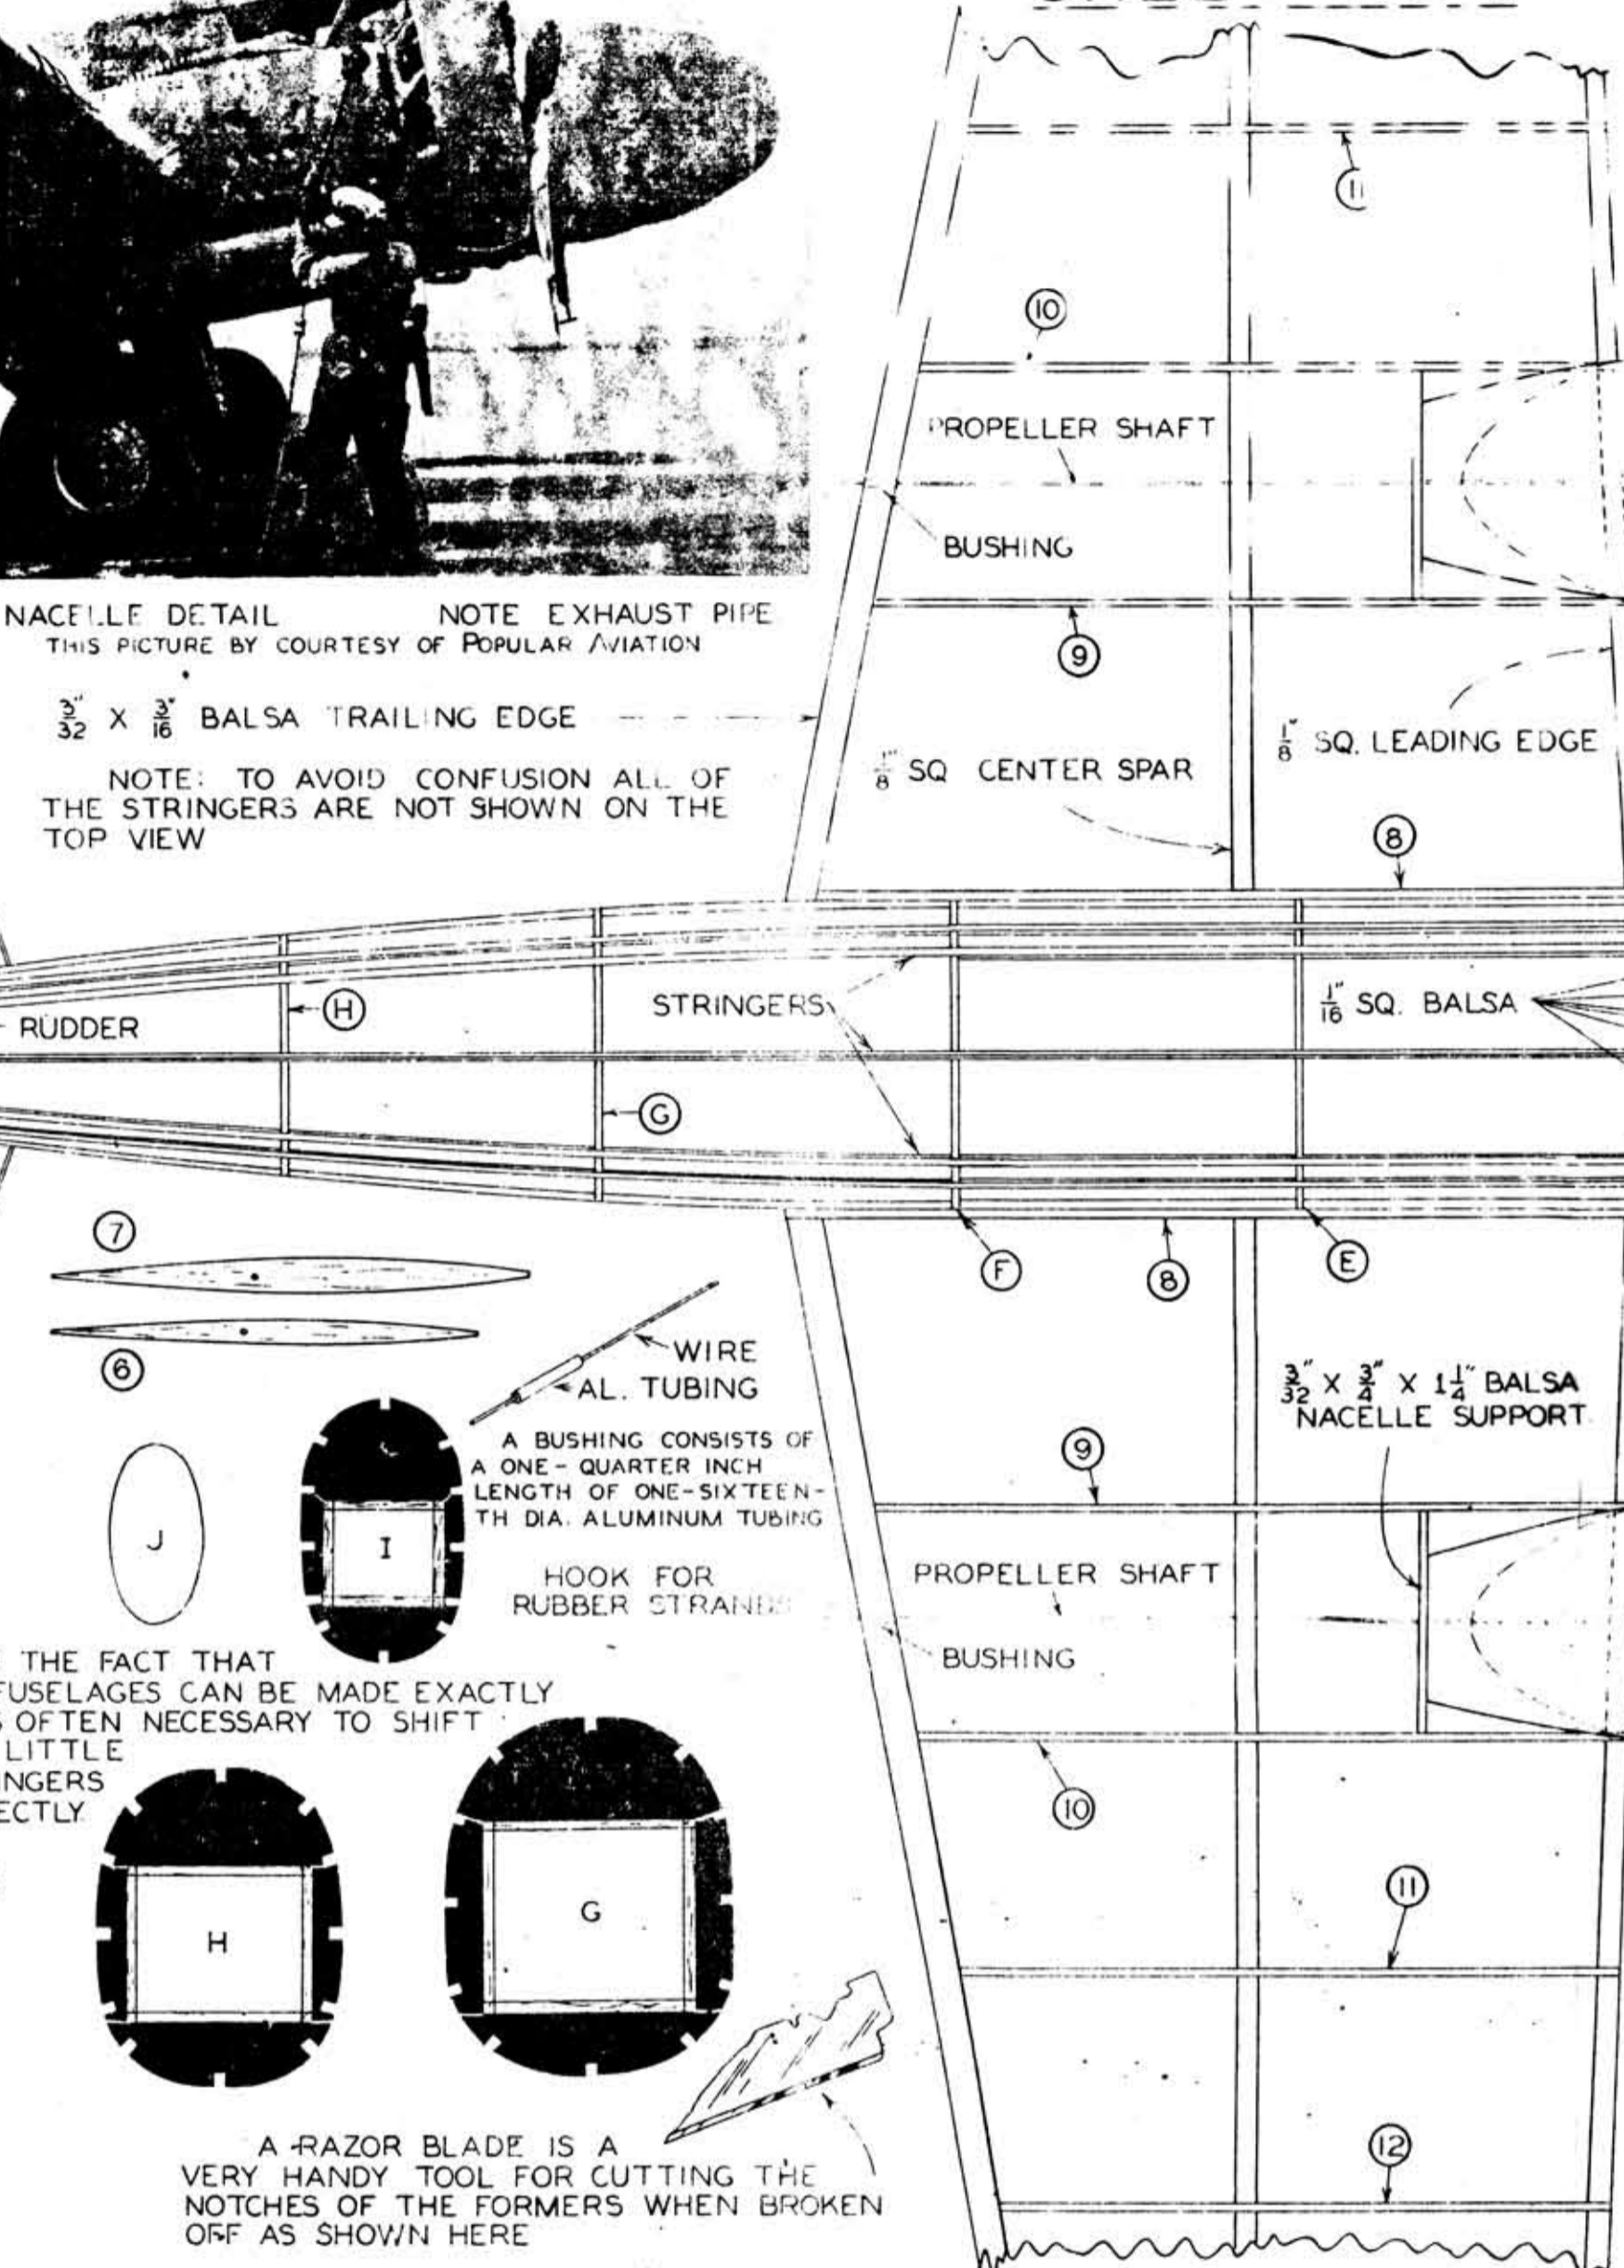 11
10
PROPELLER SHAFT
BUSHING
NACELLE DETAIL NOTE EXHAUST PIPE
THIS PICTURE BY COURTESY OF POPULAR AVIATION
9
3/32" X 3/16" BALSA TRAILING EDGE
1/8" SQ CENTER SPAR
1/8" SQ. LEADING EDGE
NOTE: TO AVOID CONFUSION ALL OF
THE STRINGERS ARE NOT SHOWN ON THE
TOP VIEW
8
RUDDER
H
STRINGERS
1/16" SQ. BALSA
G
7
F
8
E
6
WIRE
AL. TUBING
A BUSHING CONSISTS OF
A ONE-QUARTER INCH
LENGTH OF ONE-SIXTEEN-
TH DIA. ALUMINUM TUBING
HOOK FOR
RUBBER STRANDS
J
I
3/32" X 3/4" X 1 1/4" BALSA
NACELLE SUPPORT
9
PROPELLER SHAFT
BUSHING
THE FACT THAT
FUSELAGES CAN BE MADE EXACTLY
OFTEN NECESSARY TO SHIFT
LITTLE
10
H
G
11
12
A RAZOR BLADE IS A
VERY HANDY TOOL FOR CUTTING THE
NOTCHES OF THE FORMERS WHEN BROKEN
OFF AS SHOWN HERE